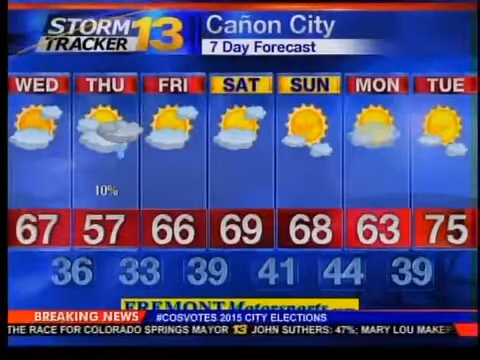 STORM
TRACKER 13
Cañon City
7 Day Forecast
WED THU FRI SAT SUN MON TUE
10%
67 57 66 69 68 63 75
36 33 39 41 44 39
FREMONT Motorsports
BREAKING NEWS #COSVOTES 2015 CITY ELECTIONS
THE RACE FOR COLORADO SPRINGS MAYOR 13 JOHN SUTHERS: 47%; MARY LOU MAKEP